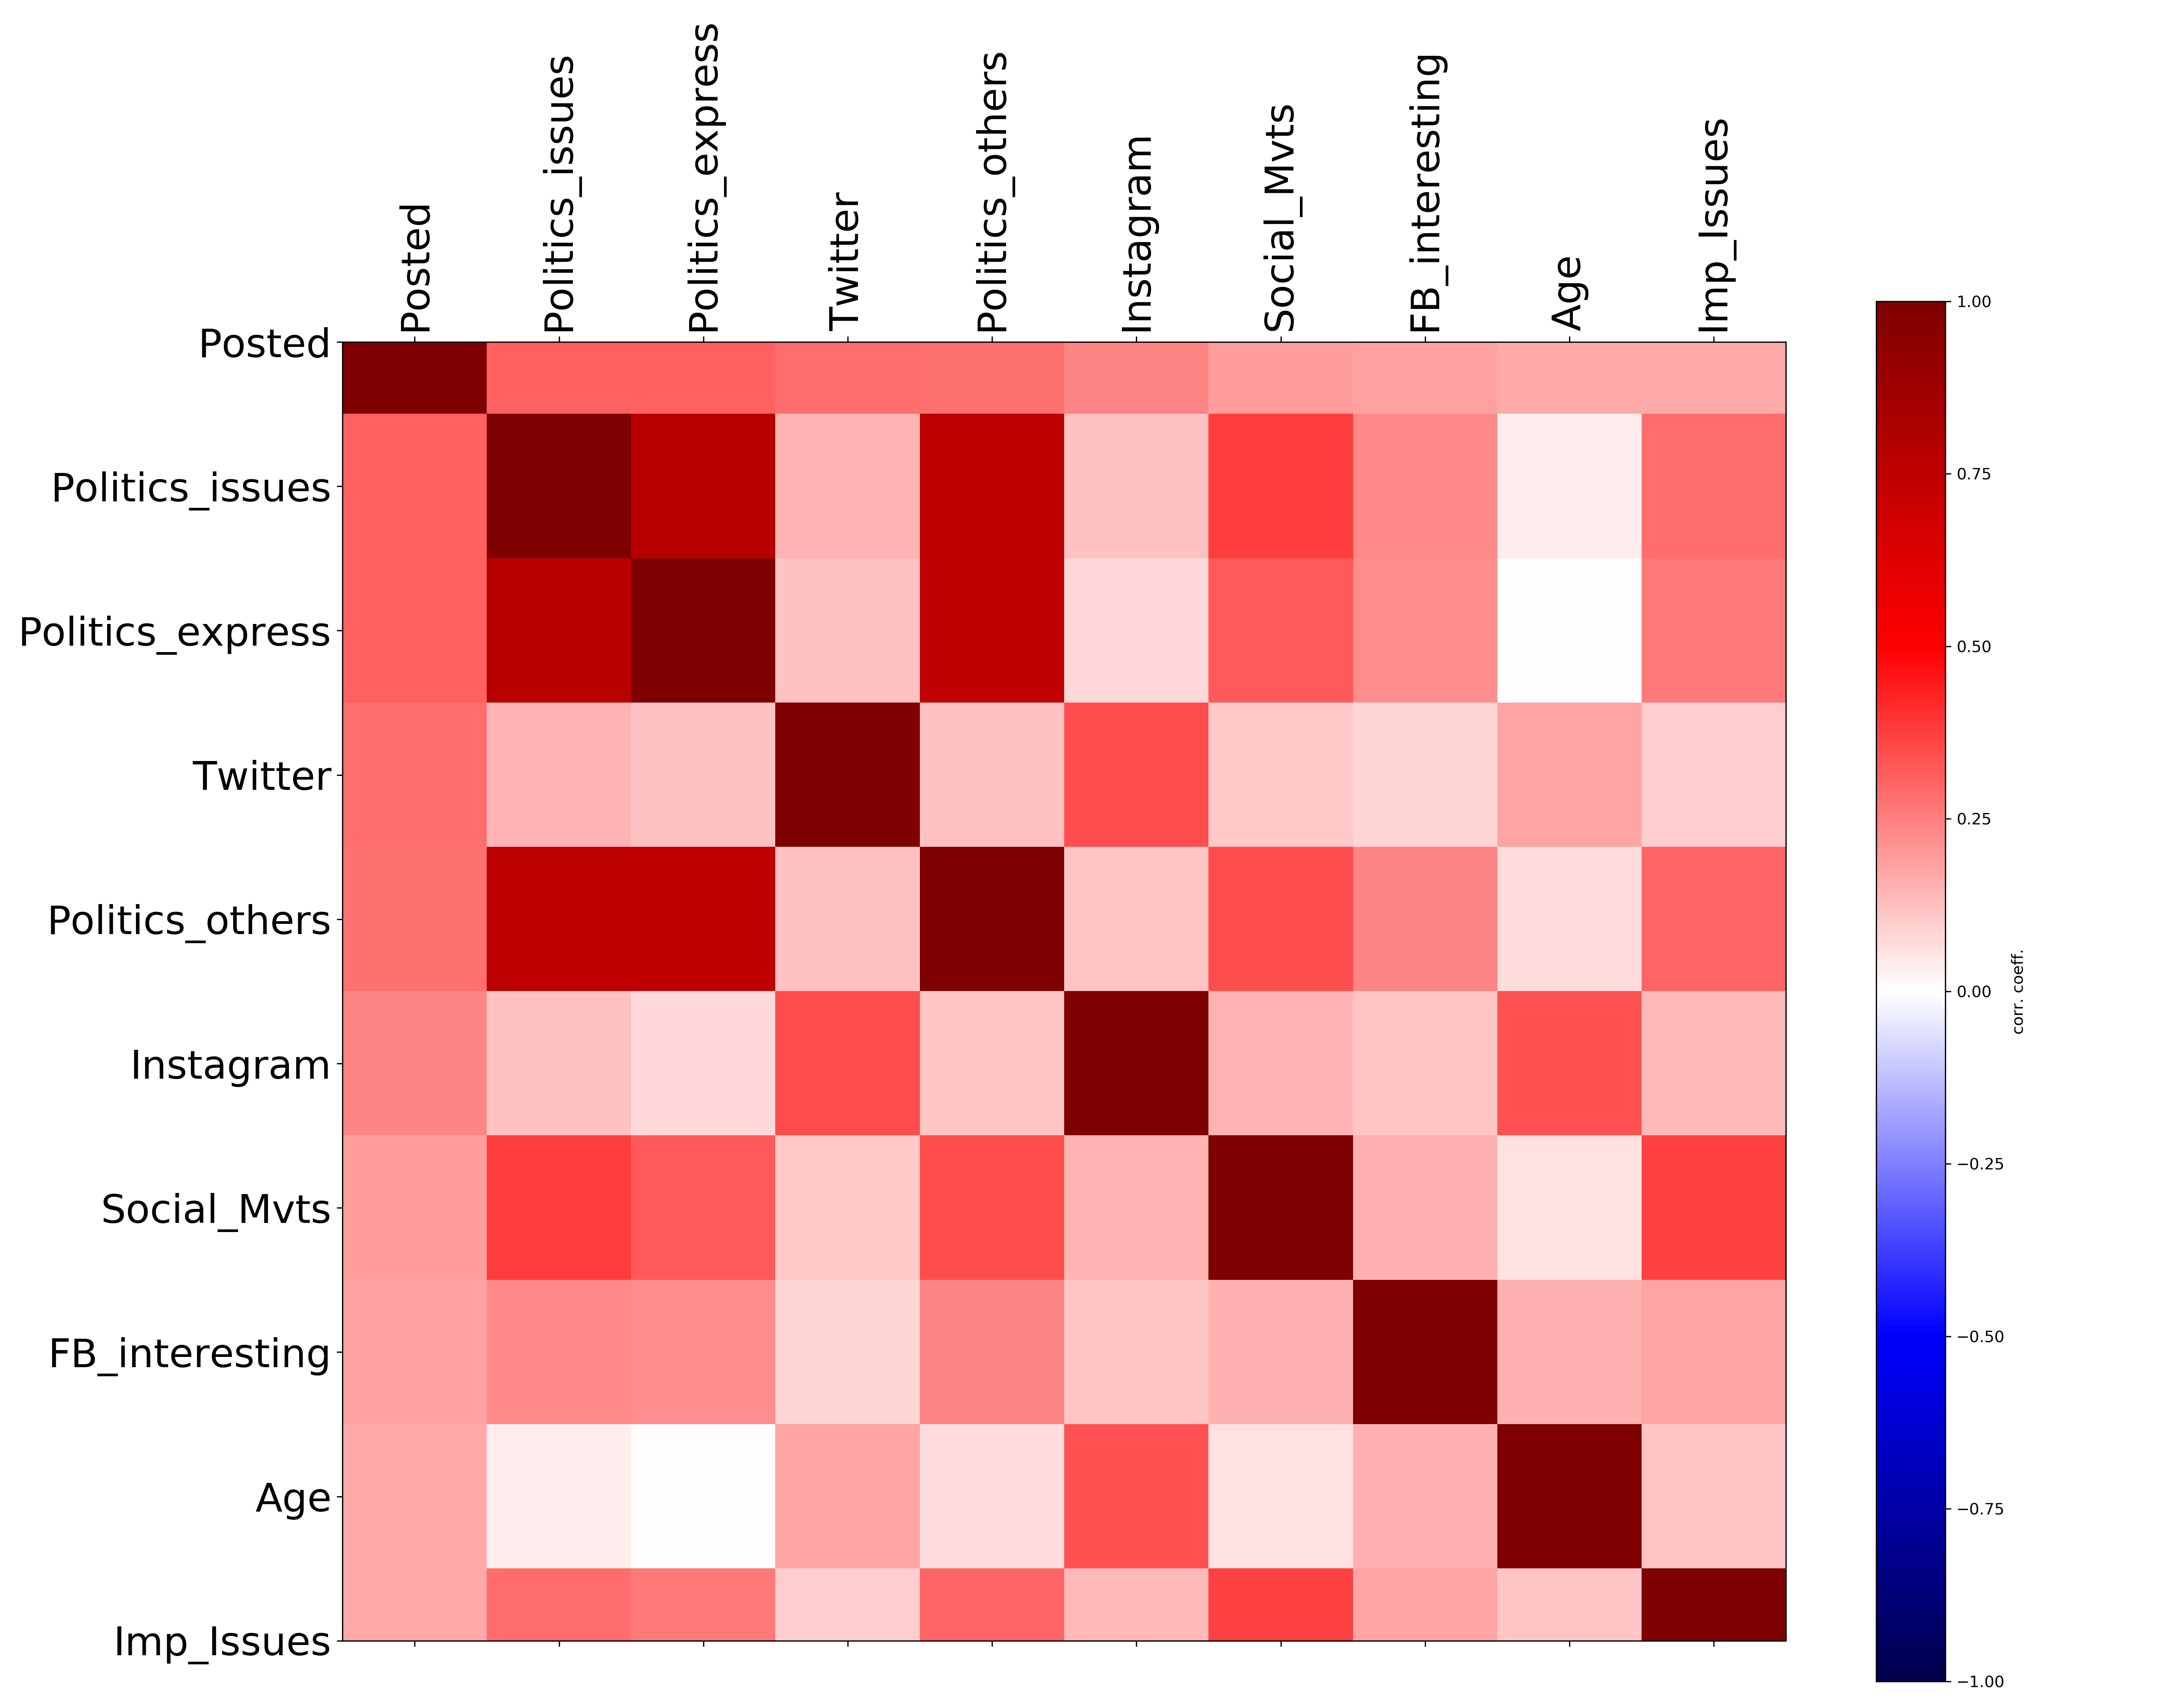 Posted
Politics_issues
Politics_express
Twitter
Politics_others
Instagram
Social_Mvts
FB_interesting
Age
Imp_Issues
Posted
Politics_issues
Politics_express
Twitter
Politics_others
Instagram
Social_Mvts
FB_interesting
Age
Imp_Issues
1.00
0.75
0.50
0.25
0.00
−0.25
−0.50
−0.75
−1.00
corr. coeff.